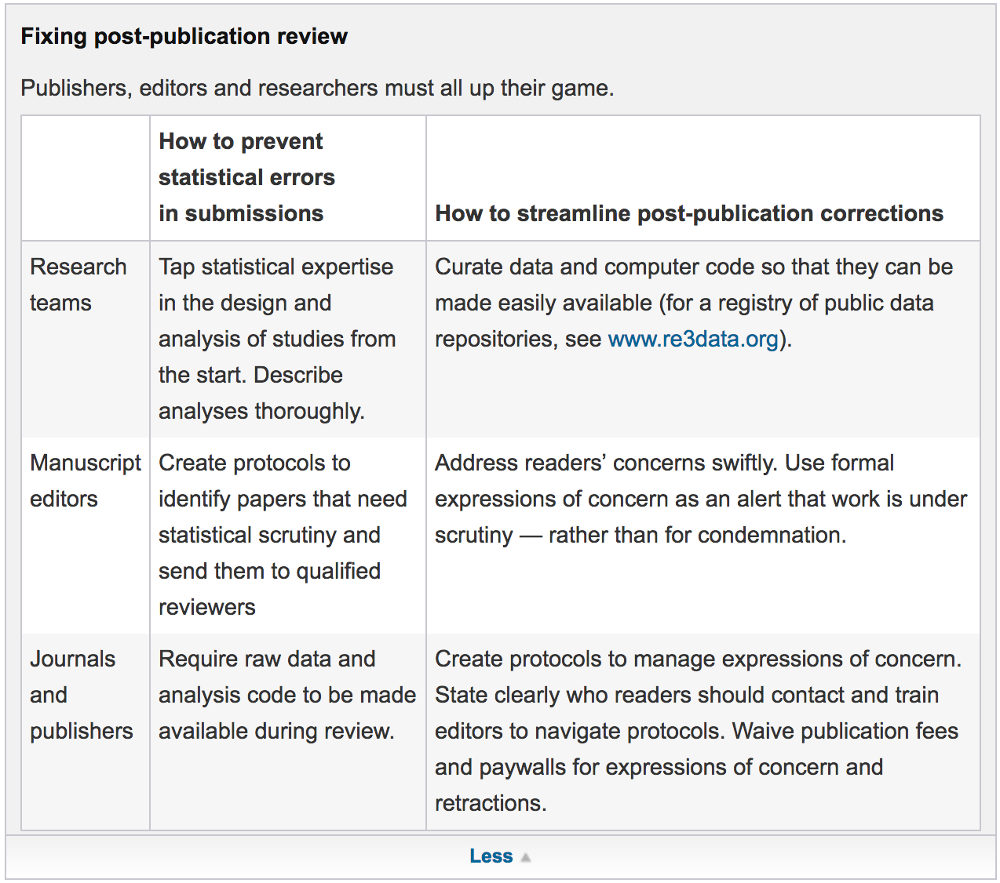 Fixing post-publication review
Publishers, editors and researchers must all up their game.
How to prevent
statistical errors
in submissions
How to streamline post-publication corrections
Research
teams
Tap statistical expertise
in the design and
analysis of studies from
the start. Describe
analyses thoroughly.
Curate data and computer code so that they can be
made easily available (for a registry of public data
repositories, see www.re3data.org).
Manuscript
editors
Create protocols to
identify papers that need
statistical scrutiny and
send them to qualified
reviewers
Address readers’ concerns swiftly. Use formal
expressions of concern as an alert that work is under
scrutiny — rather than for condemnation.
Journals
and
publishers
Require raw data and
analysis code to be made
available during review.
Create protocols to manage expressions of concern.
State clearly who readers should contact and train
editors to navigate protocols. Waive publication fees
and paywalls for expressions of concern and
retractions.
Less